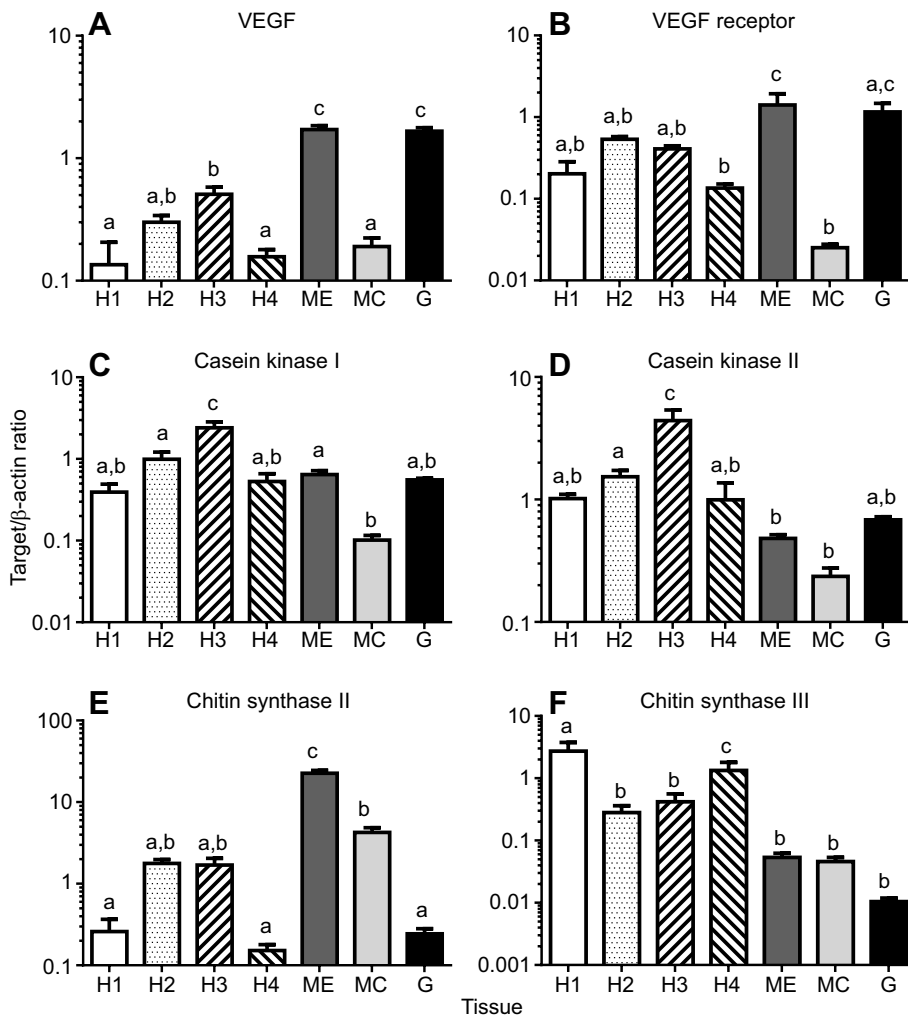 A VEGF
10
1
0.1
a a,b b a c a c
H1 H2 H3 H4 ME MC G
B VEGF receptor
10
1
0.1
0.01
a,b a,b a,b b c b a,c
H1 H2 H3 H4 ME MC G
C Casein kinase I
10
1
0.1
0.01
a,b a c a,b a b a,b
H1 H2 H3 H4 ME MC G
D Casein kinase II
10
1
0.1
a,b a c a,b b b a,b
H1 H2 H3 H4 ME MC G
Target/β-actin ratio
E Chitin synthase II
100
10
1
0.1
a a,b a,b a c b a
H1 H2 H3 H4 ME MC G
F Chitin synthase III
10
1
0.1
0.01
0.001
a b b c b b b
H1 H2 H3 H4 ME MC G
Tissue